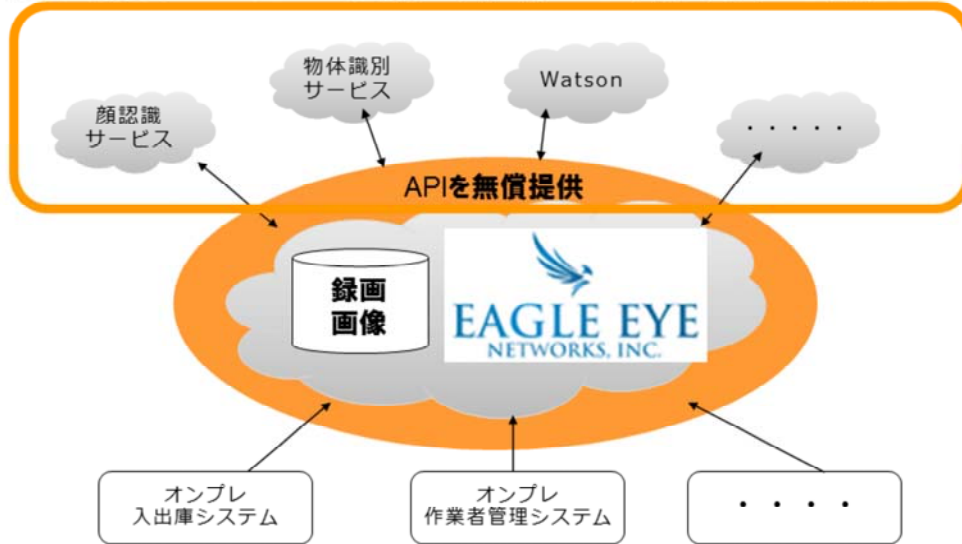 物体識別
サービス
Watson
顔認識
サービス
・・・・・
APIを無償提供
録画
画像
EAGLE EYE
NETWORKS, INC.
オンプレ
入出庫システム
オンプレ
作業者管理システム
・・・・